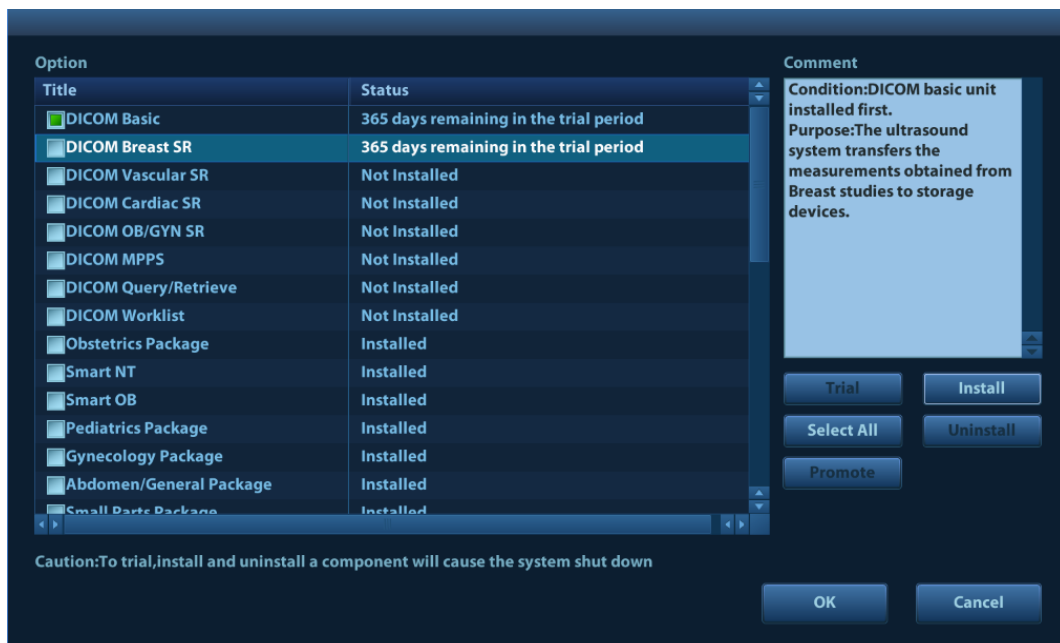 Option
Title Status
DICOM Basic 365 days remaining in the trial period
DICOM Breast SR 365 days remaining in the trial period
DICOM Vascular SR Not Installed
DICOM Cardiac SR Not Installed
DICOM OB/GYN SR Not Installed
DICOM MPPS Not Installed
DICOM Query/Retrieve Not Installed
DICOM Worklist Not Installed
Obstetrics Package Installed
Smart NT Installed
Smart OB Installed
Pediatrics Package Installed
Gynecology Package Installed
Abdomen/General Package Installed
Small Parts Package Installed
Comment
Condition:DICOM basic unit
installed first.
Purpose:The ultrasound
system transfers the
measurements obtained from
Breast studies to storage
devices.
Trial Install
Select All Uninstall
Promote
Caution:To trial,install and uninstall a component will cause the system shut down
OK Cancel